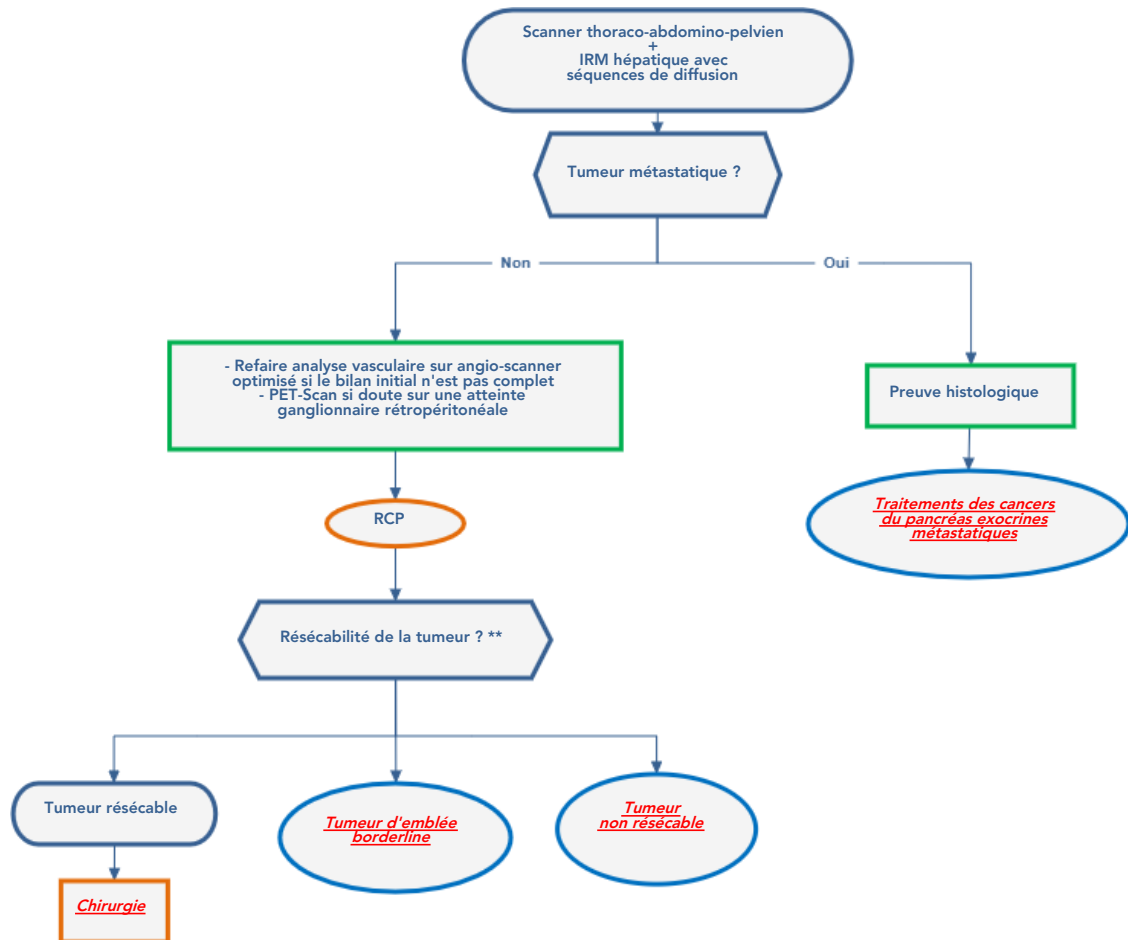 Scanner thoraco-abdomino-pelvien
+
IRM hépatique avec
séquences de diffusion
Tumeur métastatique ?
Non
Oui
- Refaire analyse vasculaire sur angio-scanner
optimisé si le bilan initial n'est pas complet
- PET-Scan si doute sur une atteinte
ganglionnaire rétropéritonéale
Preuve histologique
RCP
Traitements des cancers
du pancréas exocrines
métastatiques
Résécabilité de la tumeur ? **
Tumeur résécable
Tumeur d'emblée
borderline
Tumeur
non résécable
Chirurgie